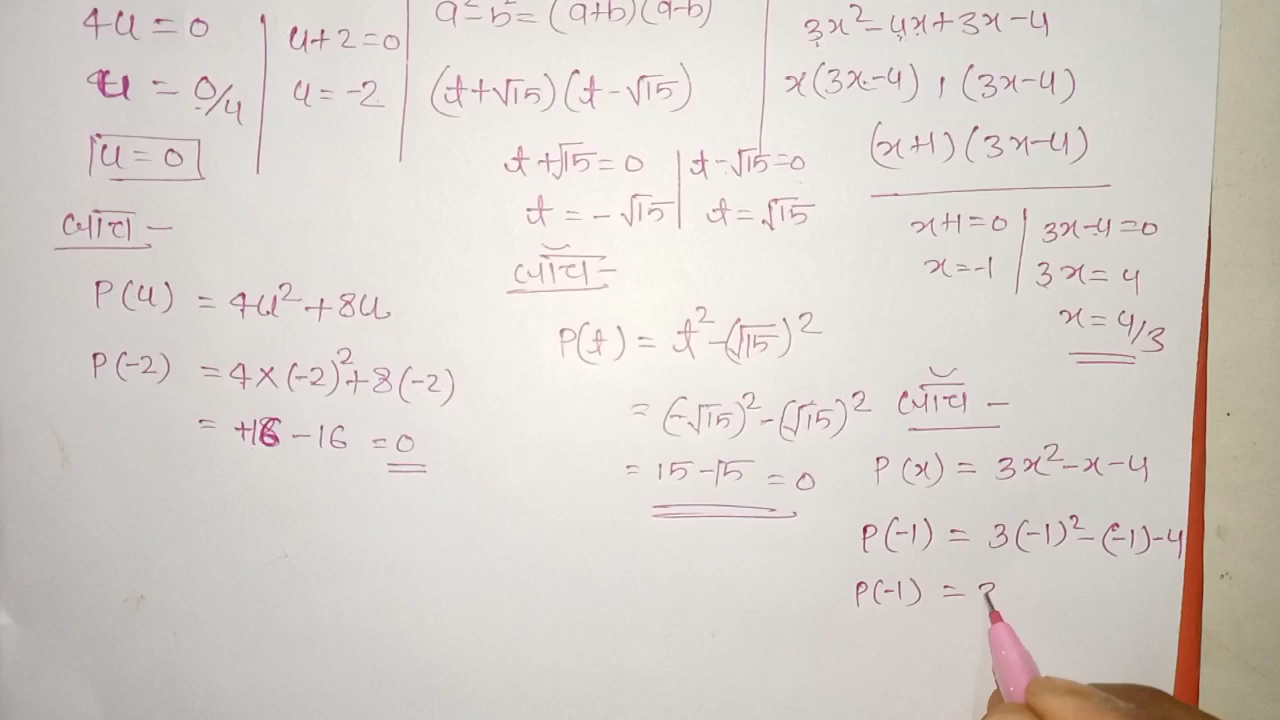 4u = 0
u = 0/4
u = 0
u+2 = 0
u = -2
जाँच -
P(u) = 4u²+8u
P(-2) = 4×(-2)²+8(-2)
= +16 - 16 = 0
a²-b² = (a+b)(a-b)
(t+√15)(t-√15)
t+√15 = 0
t = -√15
t-√15=0
t = √15
जाँच -
P(t) = t²-(√15)²
= (-√15)²-(√15)²
= 15-15 = 0
3x²-4x+3x-4
x(3x-4) 1 (3x-4)
(x+1)(3x-4)
x+1=0
x=-1
3x-4=0
3x = 4
x = 4/3
जाँच -
P(x) = 3x²-x-4
P(-1) = 3(-1)²-(-1)-4
P(-1) =